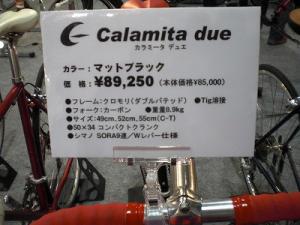 Calamita due
カラミータ デュエ
カラー：マットブラック
価 格：¥89,250（本体価格¥85,000）
●フレーム：クロモリ（ダブルバテッド） ●Tig溶接
●フォーク：カーボン ●重量9.9kg
●サイズ：49cm、52cm、55cm（C-T）
●50×34 コンパクトクランク
●シマノ SORA9速／Wレバー仕様